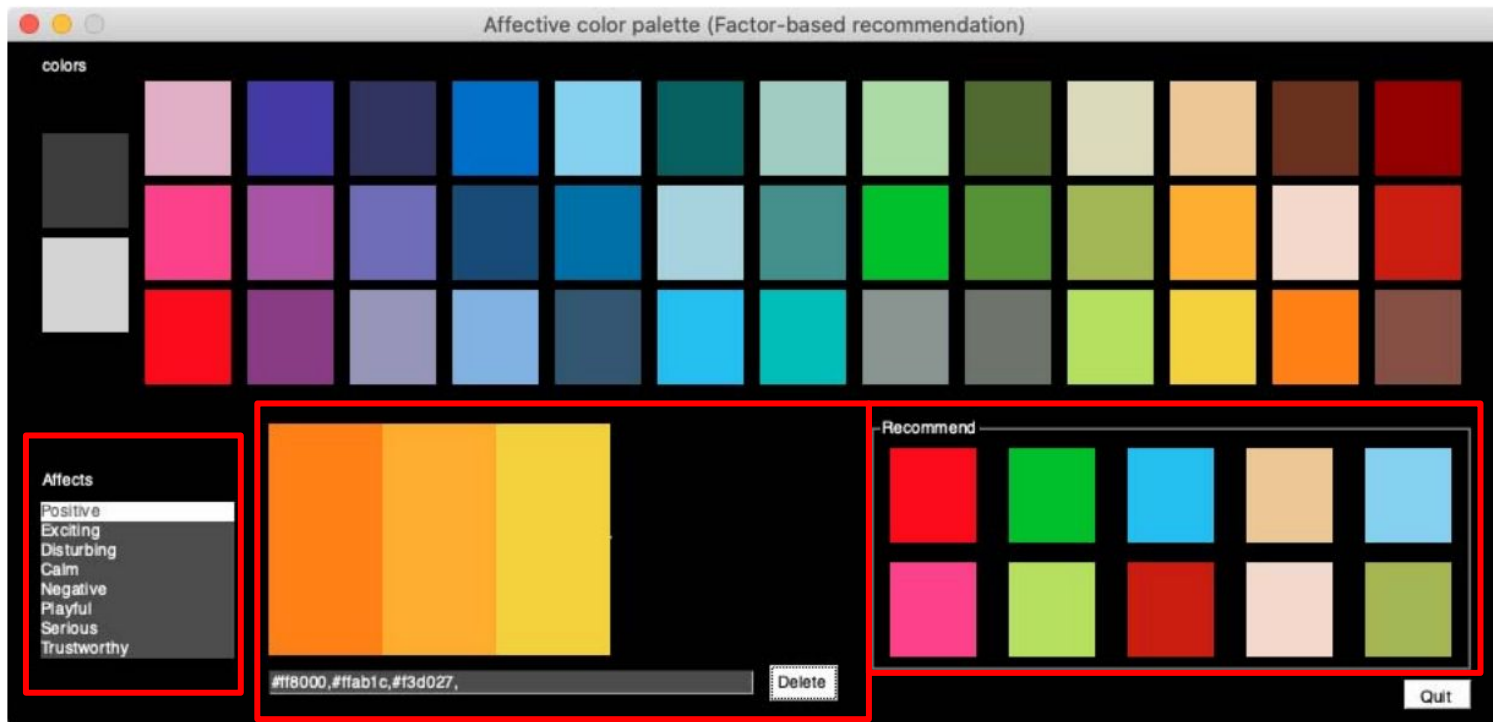 Affective color palette (Factor-based recommendation)
colors
Affects
Positive
Exciting
Disturbing
Calm
Negative
Playful
Serious
Trustworthy
#ff8000,#ffab1c,#f3d027,
Delete
Recommend
Quit